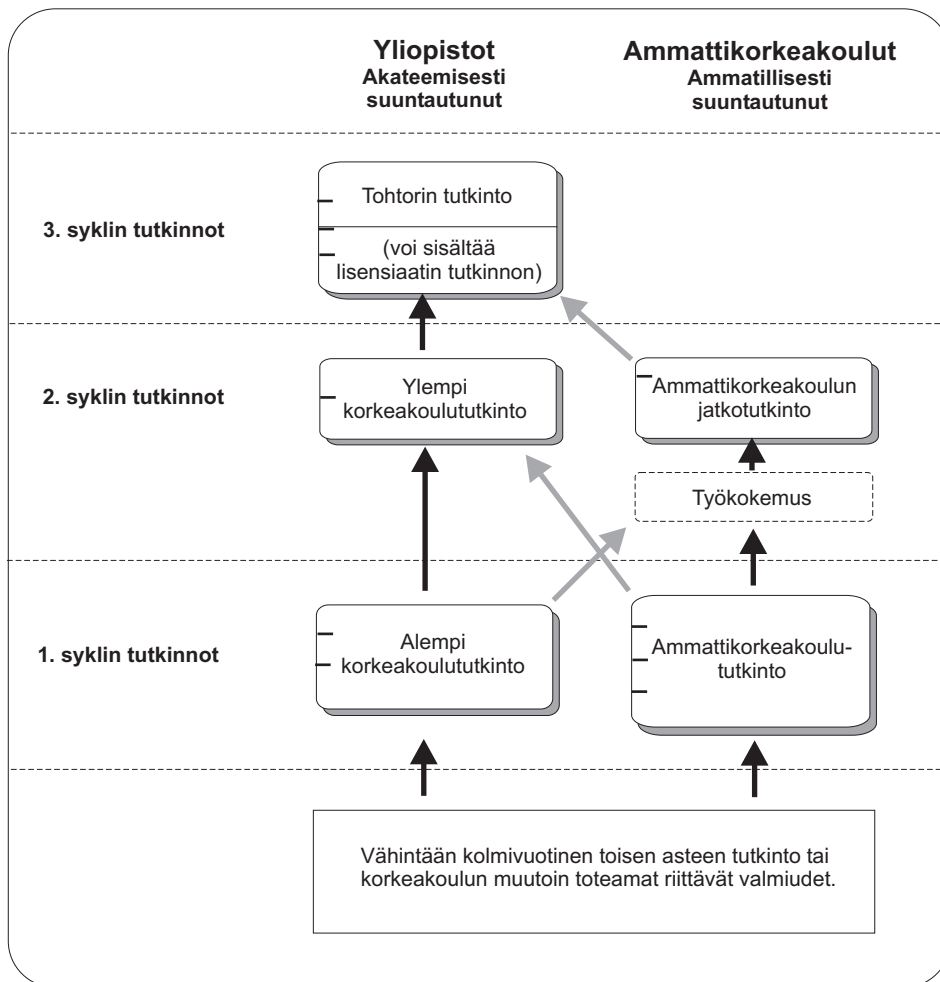 Yliopistot
Akateemisesti
suuntautunut
Ammattikorkeakoulut
Ammatillisesti
suuntautunut
3. syklin tutkinnot
Tohtorin tutkinto
(voi sisältää
lisensiaatin tutkinnon)
2. syklin tutkinnot
Ylempi
korkeakoulututkinto
Ammattikorkeakoulun
jatkotutkinto
Työkokemus
1. syklin tutkinnot
Alempi
korkeakoulututkinto
Ammattikorkeakoulu-
tutkinto
Vähintään kolmivuotinen toisen asteen tutkinto tai
korkeakoulun muutoin toteamat riittävät valmiudet.